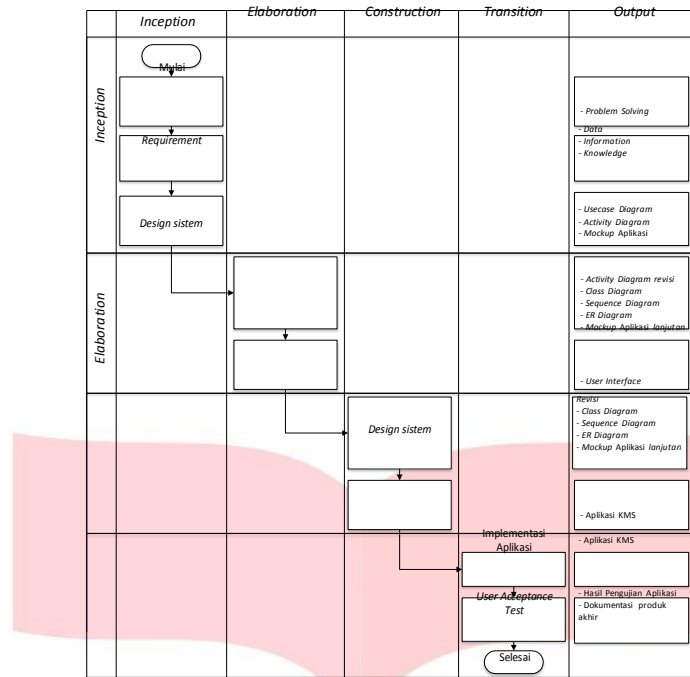 Inception
Elaboration
Construction
Transition
Output
Inception
Mulai
- Problem Solving
Requirement
- Data
- Information
- Knowledge
Design sistem
- Usecase Diagram
- Activity Diagram
- Mockup Aplikasi
Elaboration
- Activity Diagram revisi
- Class Diagram
- Sequence Diagram
- ER Diagram
- Mockup Aplikasi lanjutan
- User Interface
Design sistem
Revisi
- Class Diagram
- Sequence Diagram
- ER Diagram
- Mockup Aplikasi lanjutan
- Aplikasi KMS
Implementasi
Aplikasi
- Aplikasi KMS
User Acceptance
Test
- Hasil Pengujian Aplikasi
- Dokumentasi produk
akhir
Selesai